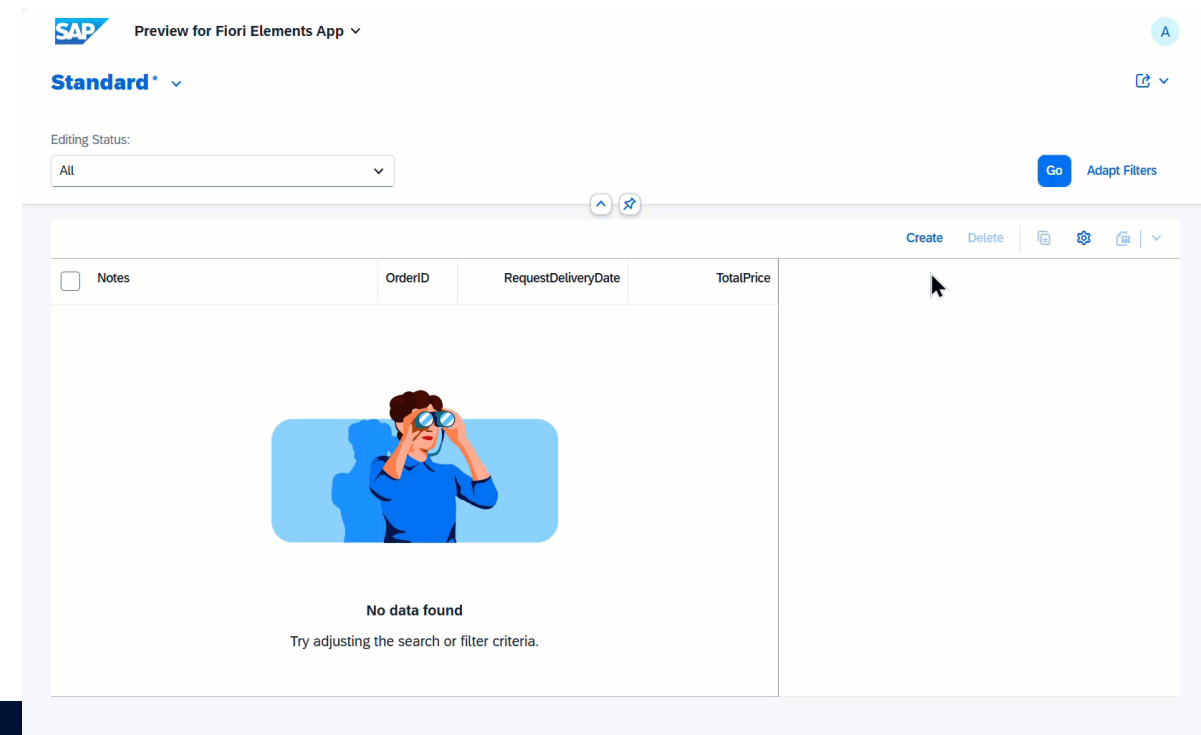 SAP Preview for Fiori Elements App A
Standard*
Editing Status:
All Go Adapt Filters
Create Delete
Notes OrderID RequestDeliveryDate TotalPrice
No data found
Try adjusting the search or filter criteria.